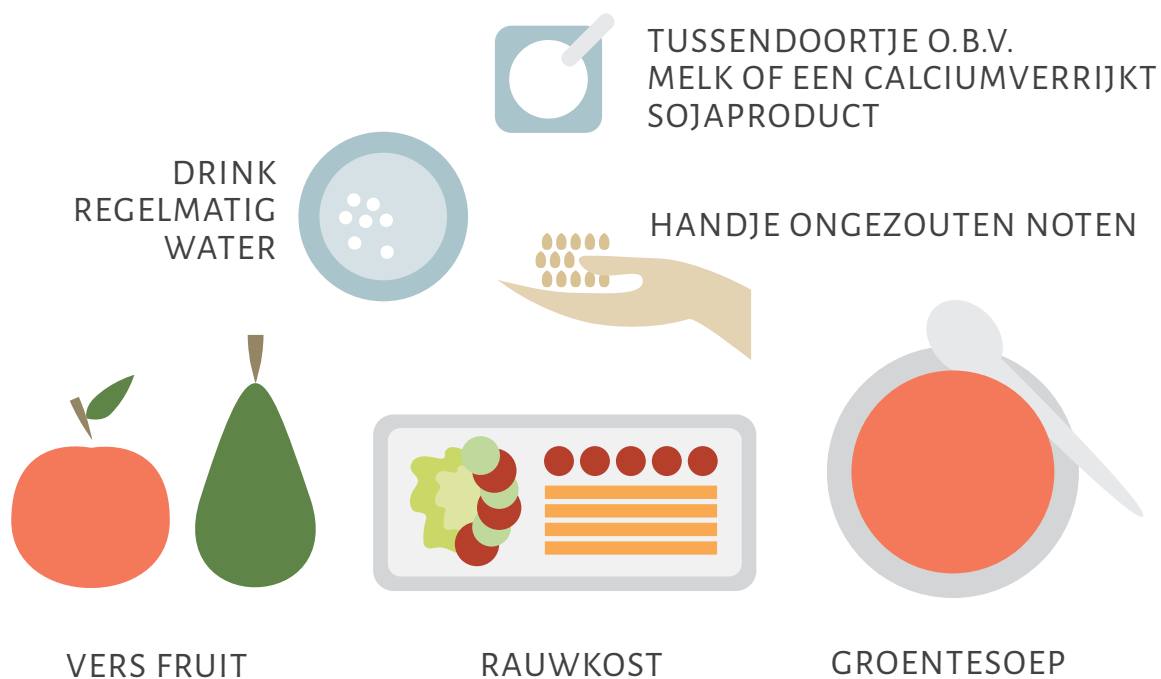 TUSSENDOORTJE O.B.V.
MELK OF EEN CALCIUMVERRIJKT
SOJAPRODUCT
DRINK
REGELMATIG
WATER
HANDJE ONGEZOUTEN NOTEN
VERS FRUIT
RAUWKOST
GROENTESOEP